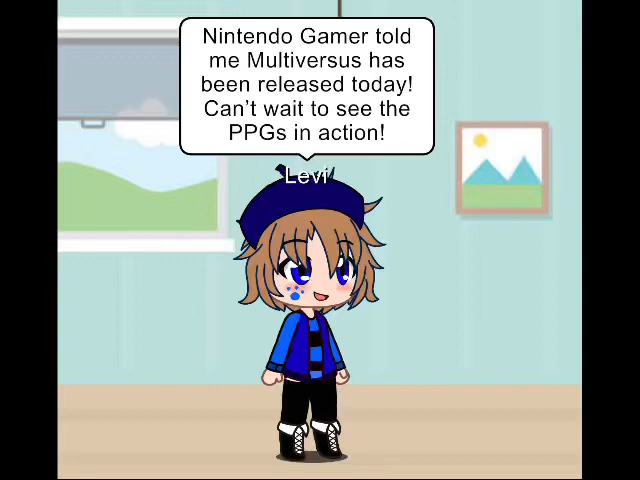 Nintendo Gamer told
me Multiversus has
been released today!
Can't wait to see the
PPGs in action!
Levi